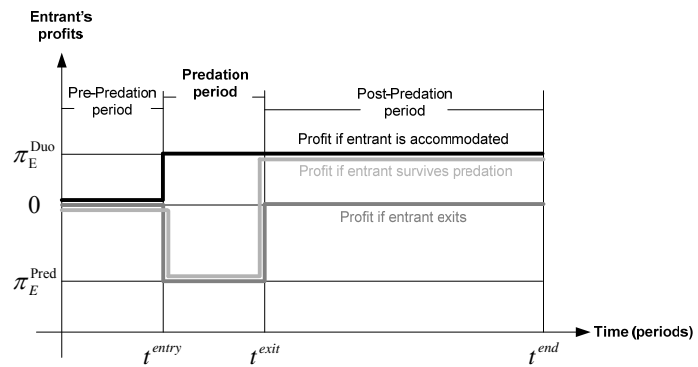 Entrant's
profits
Pre-Predation
period
Predation
period
Post-Predation
period
π_E^Duo
Profit if entrant is accommodated
Profit if entrant survives predation
0
Profit if entrant exits
π_E^Pred
Time (periods)
t^entry
t^exit
t^end